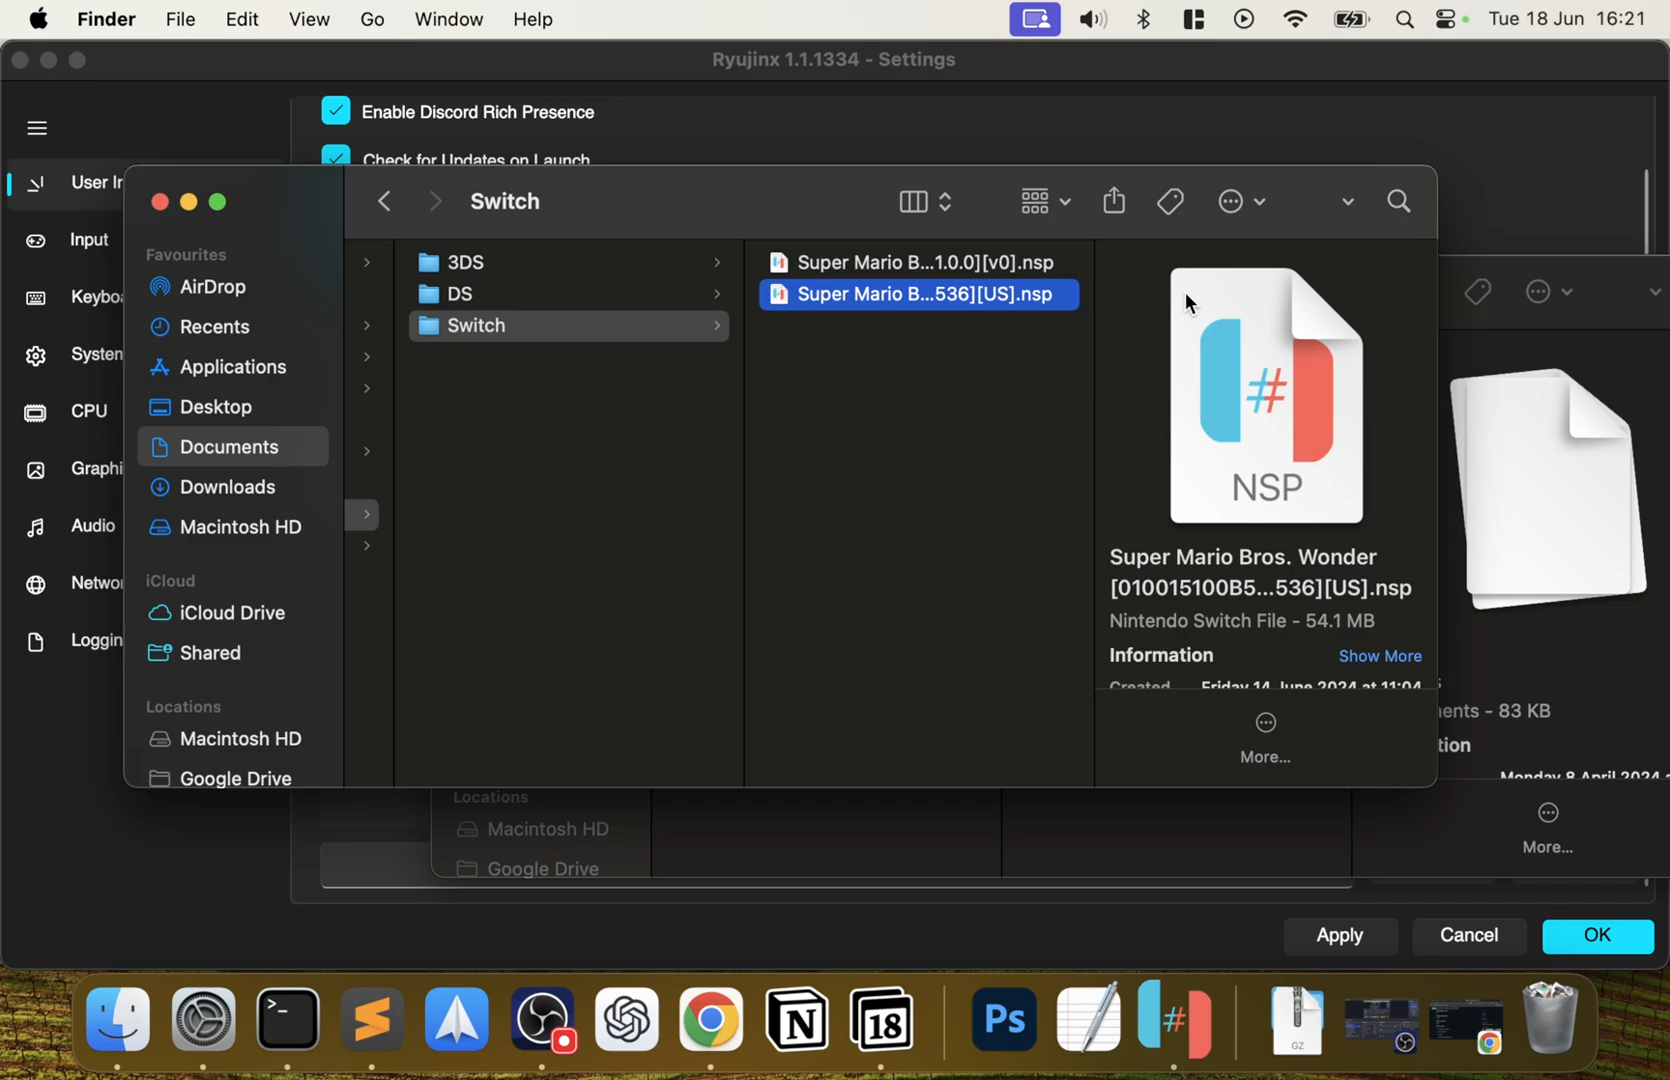 Finder File Edit View Go Window Help Tue 18 Jun 16:21
Ryujinx 1.1.1334 - Settings
Enable Discord Rich Presence
Check for Updates on Launch
User In
Input
Keyboa
System
CPU
Graphi
Audio
Networ
Loggin
Switch
Favourites
AirDrop
Recents
Applications
Desktop
Documents
Downloads
Macintosh HD
iCloud
iCloud Drive
Shared
Locations
Macintosh HD
Google Drive
3DS
DS
Switch
Super Mario B...1.0.0][v0].nsp
Super Mario B...536][US].nsp
#
NSP
Super Mario Bros. Wonder
[010015100B5...536][US].nsp
Nintendo Switch File - 54.1 MB
Information Show More
Created Friday 14 June 2024 at 11:04
More...
ents - 83 KB
tion
Monday 8 April 2024 a
More...
Locations
Macintosh HD
Google Drive
Apply Cancel OK
18
Ps
#
GZ